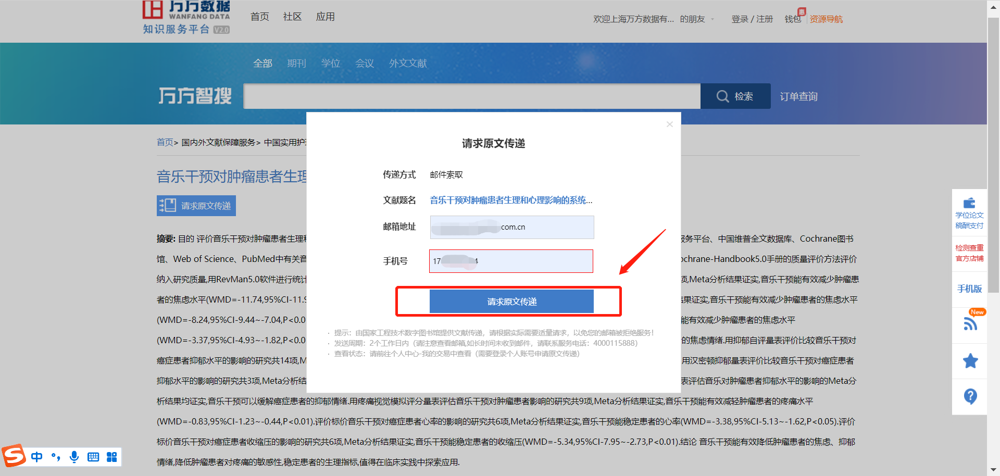 万方数据
WANFANG DATA
知识服务平台 V2.0
首页 社区 应用
欢迎上海万方数据有... 的朋友
登录 / 注册 钱包 惠 资源导航
全部 期刊 学位 会议 外文文献
万方智搜
检索 订单查询
首页> 国内外文献保障服务> 中国实用护
音乐干预对肿瘤患者生理
请求原文传递
×
请求原文传递
传递方式 邮件索取
文献题名 音乐干预对肿瘤患者生理和心理影响的系统...
邮箱地址 com.cn
手机号 17 4
请求原文传递
· 提示：由国家工程技术数字图书馆提供文献传递，请根据实际需要适量请求，以免您的邮箱被拒绝服务！
· 发送周期：2个工作日内（请注意查看邮箱,如长时间未收到邮件，请联系服务电话：4000115888）
· 查看状态：请前往个人中心-我的交易中查看（需要登录个人账号申请原文传递）
摘要: 目的 评价音乐干预对肿瘤患者生理 服务平台、中国维普全文数据库、Cochrane图书
馆、Web of Science、PubMed中有关音 ochrane-Handbook5.0手册的质量评价方法评价
纳入研究质量,用RevMan5.0软件进行统计 项,Meta分析结果证实,音乐干预能有效减少肿瘤患
者的焦虑水平(WMD=-11.74,95%CI-11.9 结果证实,音乐干预能有效减少肿瘤患者的焦虑水平
(WMD=-8.24,95%CI-9.44~-7.04,P<0.0 能有效减少肿瘤患者的焦虑水平
(WMD=-3.37,95%CI-4.93~-1.82,P<0.0 的焦虑情绪.用抑郁自评量表评价比较音乐干预对
癌症患者抑郁水平的影响的研究共14项,M 用汉密顿抑郁量表评价比较音乐干预对癌症患者
抑郁水平的影响的研究共3项,Meta分析结 表评估音乐对肿瘤患者抑郁水平的影响的Meta分
析结果均证实,音乐干预可以缓解癌症患者的抑郁情绪.用疼痛视觉模拟评分量表评估音乐干预对肿瘤患者影响的研究共9项,Meta分析结果证实,音乐干预能有效减轻肿瘤患者的疼痛水平
(WMD=-0.83,95%CI-1.23~-0.44,P<0.01).评价标价音乐干预对癌症患者心率的影响的研究共6项,Meta分析结果证实,音乐干预能稳定患者的心率(WMD=-3.38,95%CI-5.13~-1.62,P<0.05).评价
标价音乐干预对癌症患者收缩压的影响的研究共6项,Meta分析结果证实,音乐干预能稳定患者的收缩压(WMD=-5.34,95%CI-7.95~-2.73,P<0.01).结论 音乐干预能有效降低肿瘤患者的焦虑、抑郁
情绪,降低肿瘤患者对疼痛的敏感性,稳定患者的生理指标,值得在临床实践中探索应用.
学位论文
稿酬支付
检测查重
官方店铺
手机版
New
中